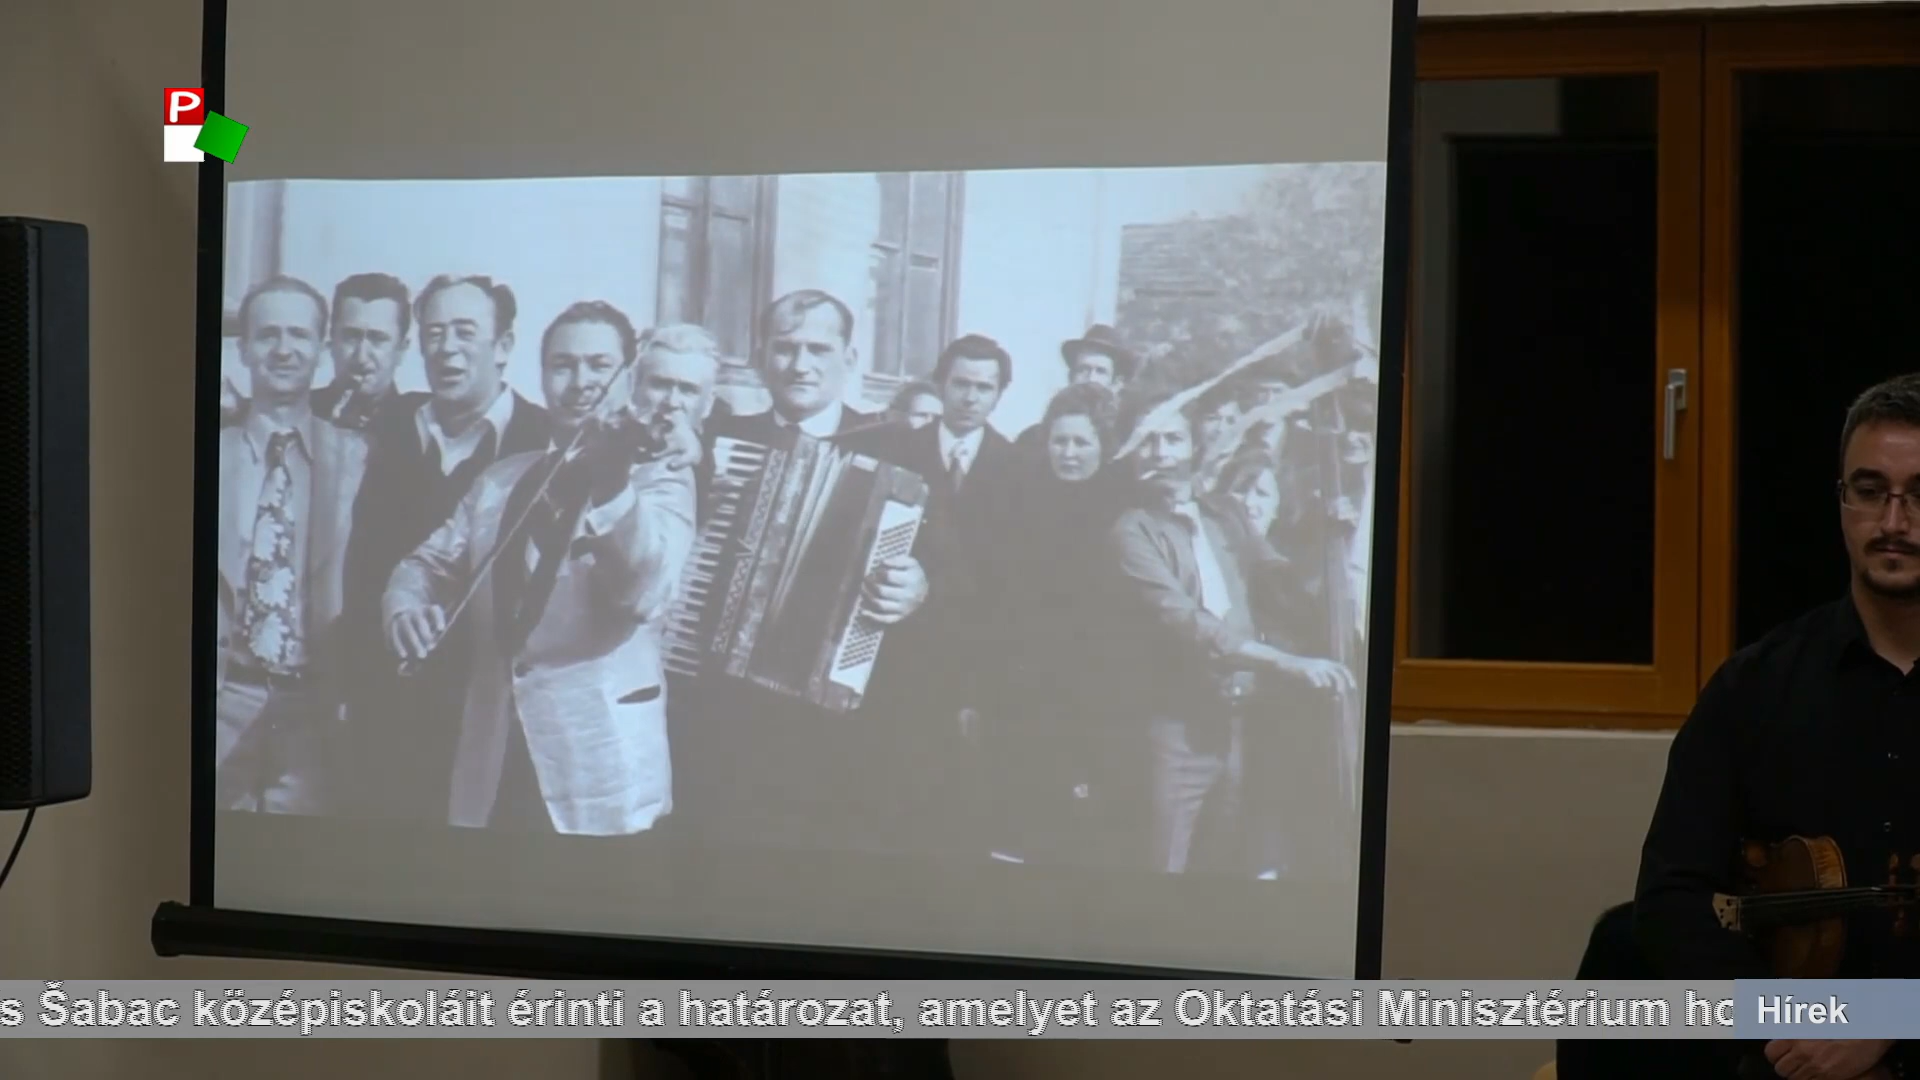 P
s Šabac középiskoláit érinti a határozat, amelyet az Oktatási Minisztérium ho
Hírek